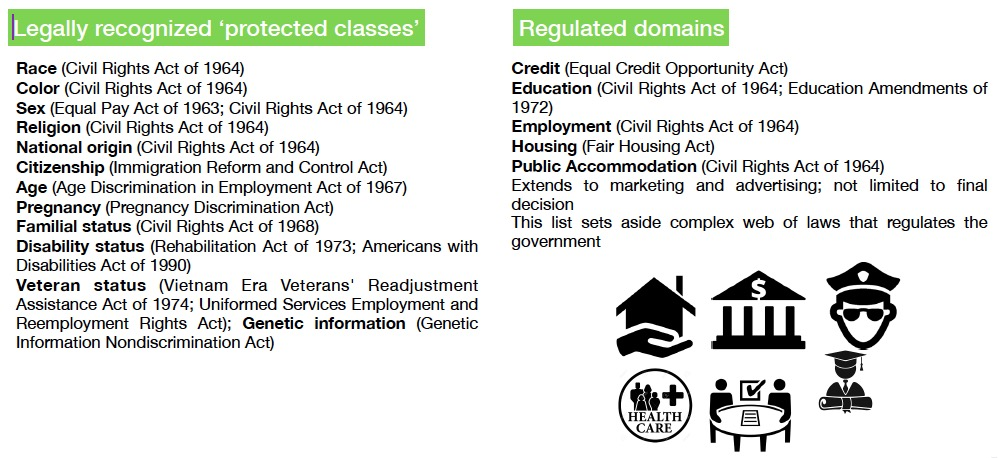 Legally recognized ‘protected classes’
Race (Civil Rights Act of 1964)
Color (Civil Rights Act of 1964)
Sex (Equal Pay Act of 1963; Civil Rights Act of 1964)
Religion (Civil Rights Act of 1964)
National origin (Civil Rights Act of 1964)
Citizenship (Immigration Reform and Control Act)
Age (Age Discrimination in Employment Act of 1967)
Pregnancy (Pregnancy Discrimination Act)
Familial status (Civil Rights Act of 1968)
Disability status (Rehabilitation Act of 1973; Americans with
Disabilities Act of 1990)
Veteran status (Vietnam Era Veterans' Readjustment
Assistance Act of 1974; Uniformed Services Employment and
Reemployment Rights Act); Genetic information (Genetic
Information Nondiscrimination Act)
Regulated domains
Credit (Equal Credit Opportunity Act)
Education (Civil Rights Act of 1964; Education Amendments of
1972)
Employment (Civil Rights Act of 1964)
Housing (Fair Housing Act)
Public Accommodation (Civil Rights Act of 1964)
Extends to marketing and advertising; not limited to final
decision
This list sets aside complex web of laws that regulates the
government
$
HEALTH
CARE